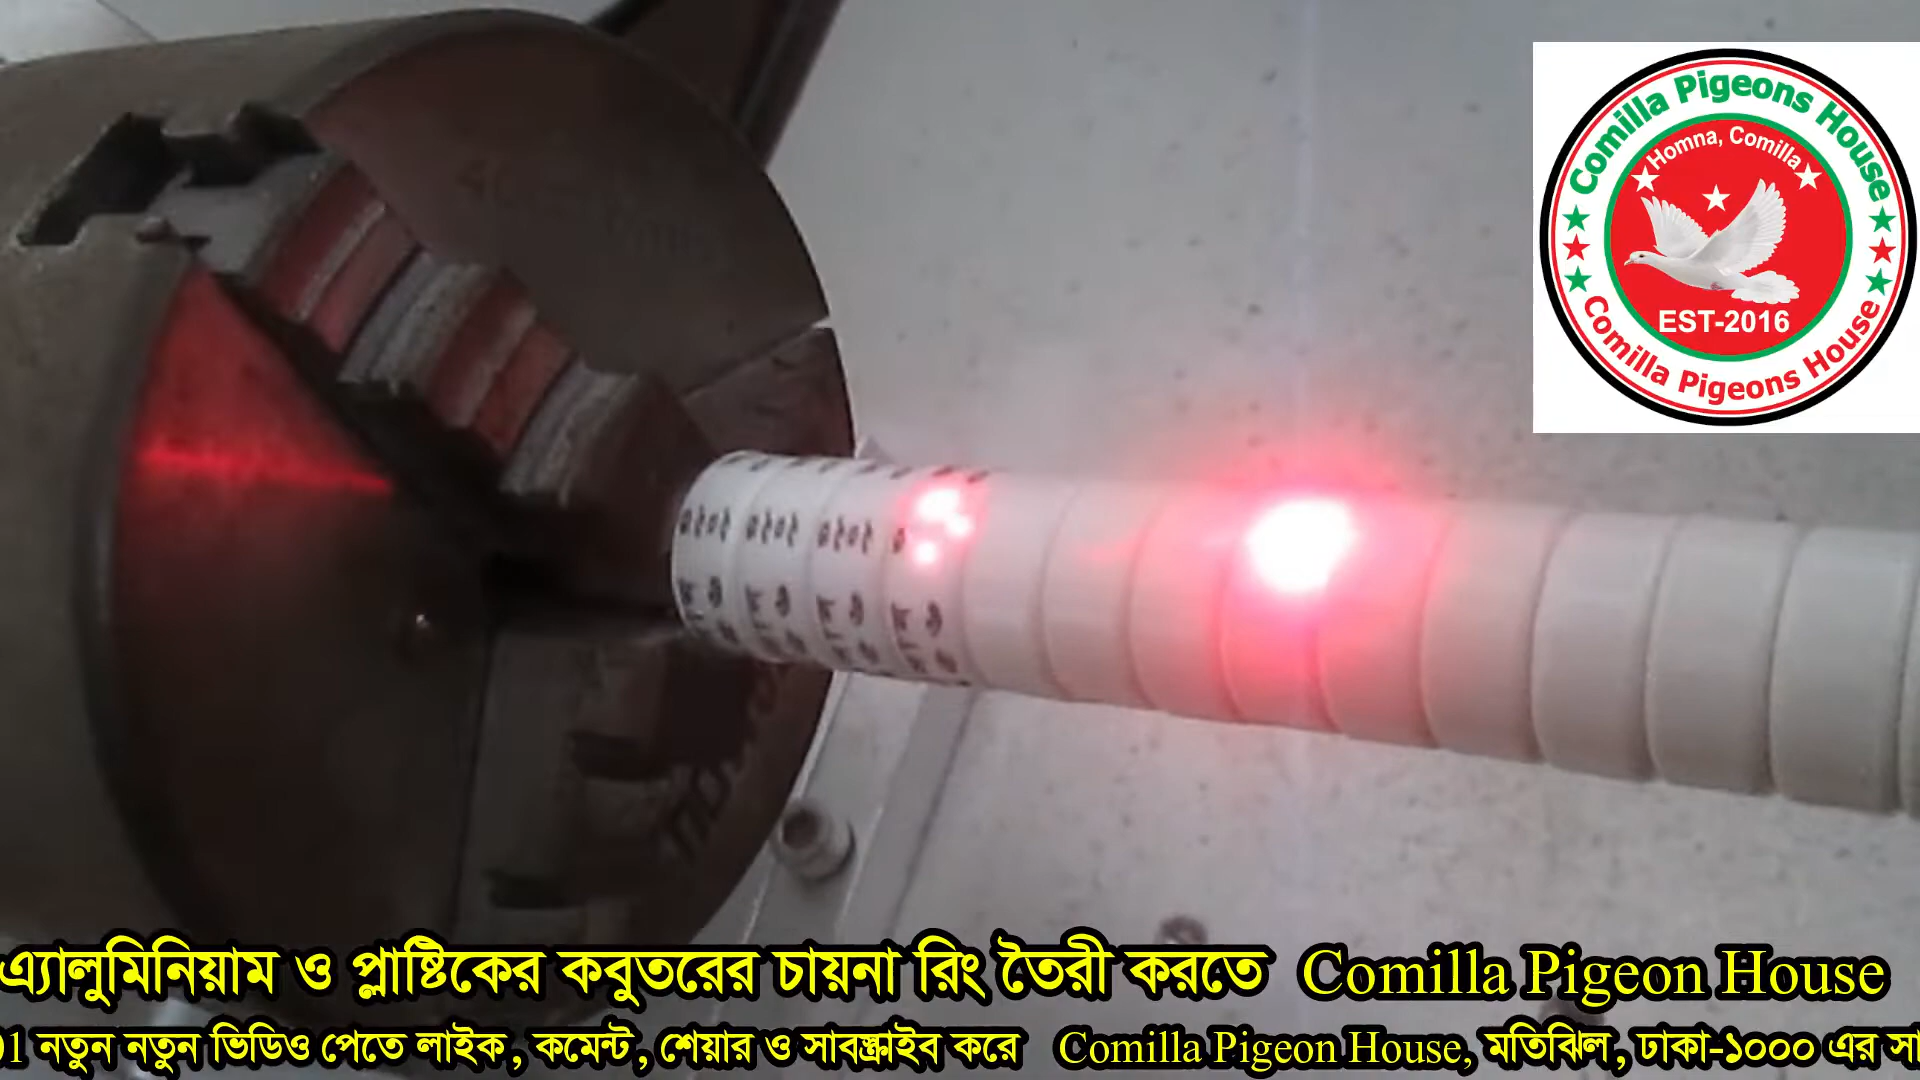 Comilla Pigeons House
Homna, Comilla
EST-2016
Comilla Pigeons House
এ্যালুমিনিয়াম ও প্লাষ্টিকের কবুতরের চায়না রিং তৈরী করতে Comilla Pigeon House
01 নতুন নতুন ভিডিও পেতে লাইক, কমেন্ট, শেয়ার ও সাবস্ক্রাইব করে Comilla Pigeon House, মতিঝিল, ঢাকা-১০০০ এর সা